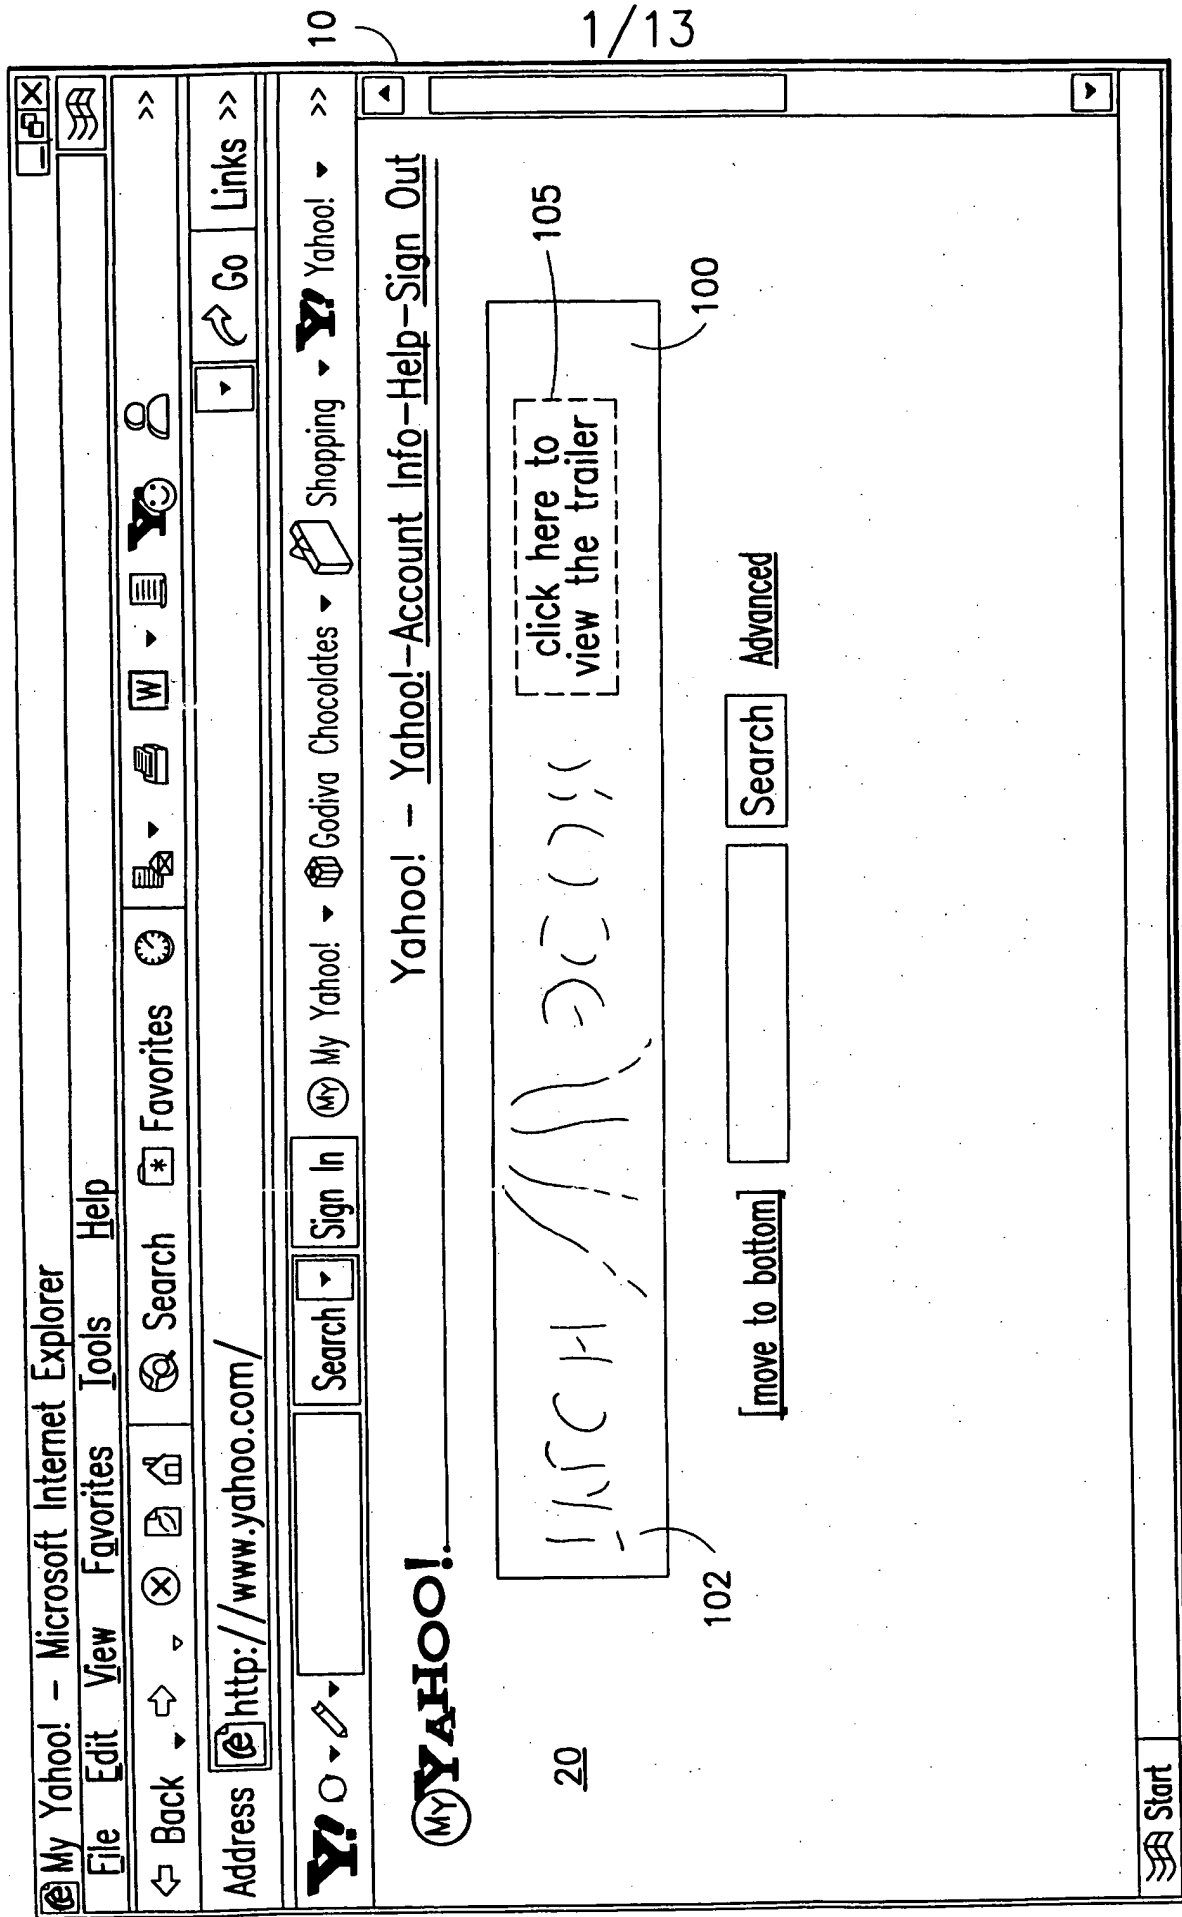 1/13
10
My Yahoo! – Microsoft Internet Explorer
File Edit View Favorites Tools Help
Back Search Favorites W Y! >>
Address http://www.yahoo.com/ Go Links >>
Y! Search Sign In MY My Yahoo! Godiva Chocolates Shopping Y! Yahoo! >>
MY YAHOO!. Yahoo! – Yahoo!–Account Info–Help–Sign Out
20
click here to
view the trailer
105
100
102
[move to bottom] Search Advanced
Start